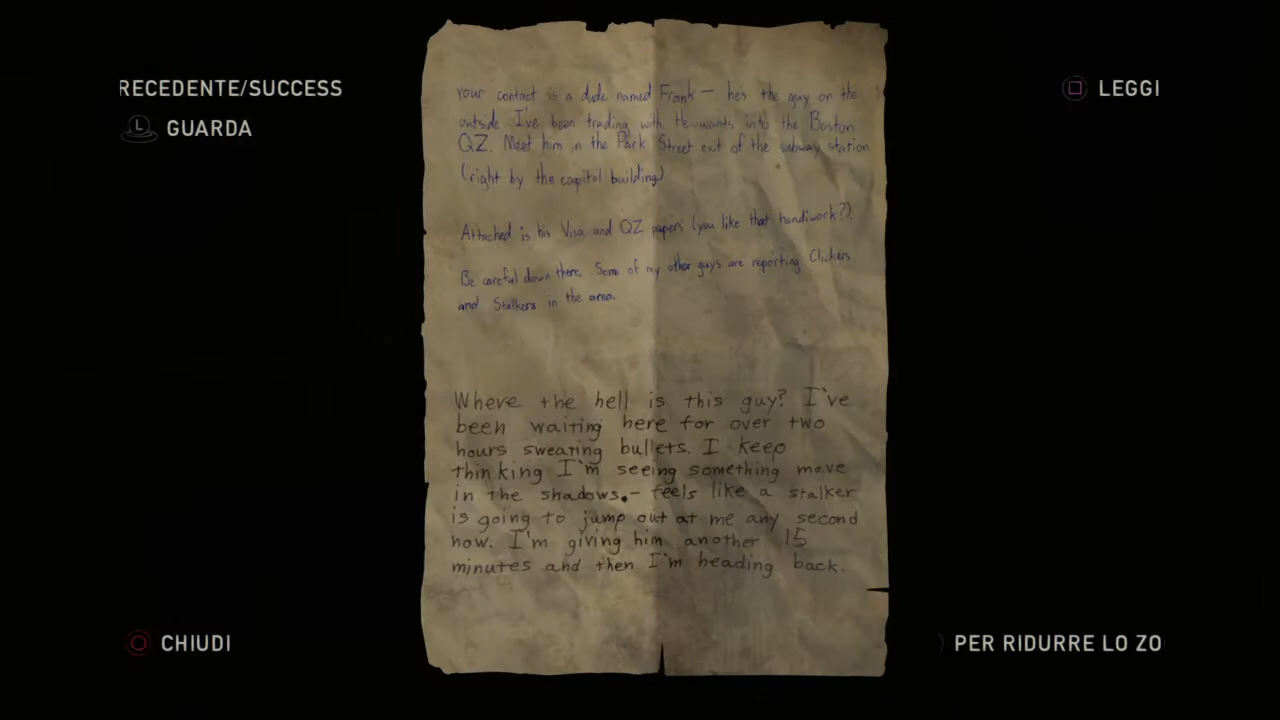 RECEDENTE/SUCCESS
L GUARDA
LEGGI
Your contact is a dude named Frank — he's the guy on the
outside I've been trading with. He wants into the Boston
QZ. Meet him in the Park Street exit of the subway station
(right by the capitol building)
Attached is his Visa and QZ papers (you like that handiwork?).
Be careful down there. Some of my other guys are reporting Clickers
and Stalkers in the area.
Where the hell is this guy? I've
been waiting here for over two
hours sweating bullets. I keep
thinking I'm seeing something move
in the shadows.- feels like a stalker
is going to jump out at me any second
now. I'm giving him another 15
minutes and then I'm heading back.
CHIUDI
PER RIDURRE LO ZO